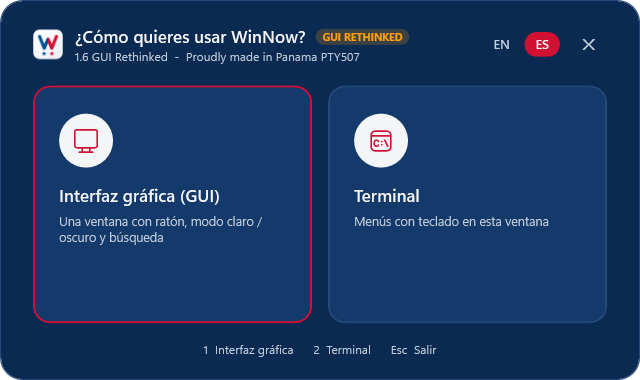 W
¿Cómo quieres usar WinNow? GUI RETHINKED
1.6 GUI Rethinked - Proudly made in Panama PTY507
EN ES
C:\
Interfaz gráfica (GUI)
Una ventana con ratón, modo claro /
oscuro y búsqueda
Terminal
Menús con teclado en esta ventana
1 Interfaz gráfica 2 Terminal Esc Salir